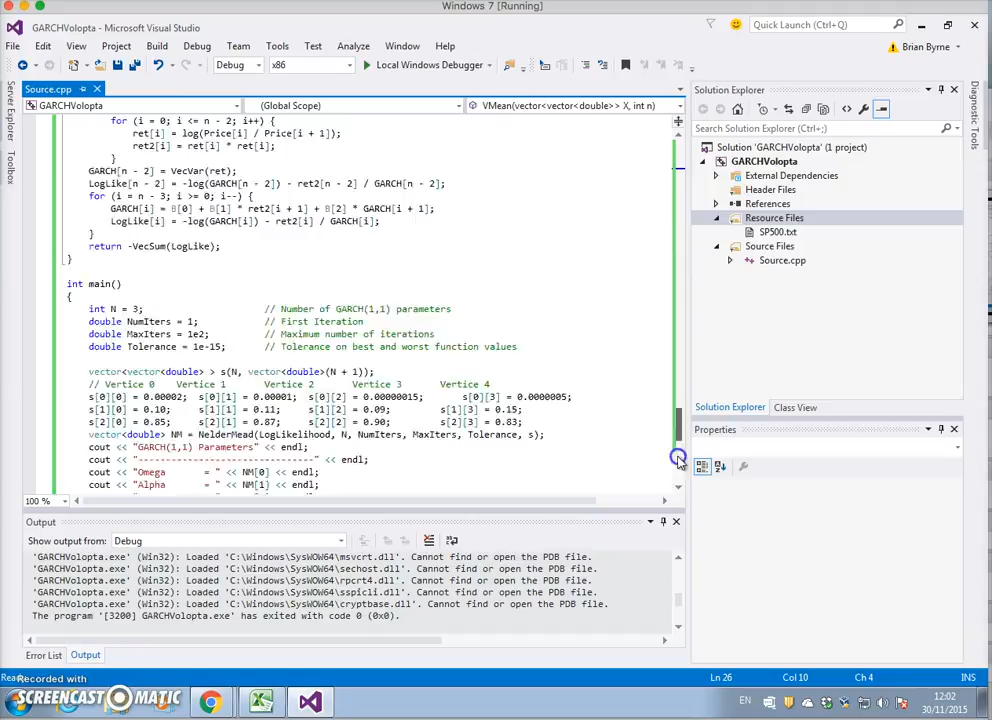 Windows 7 [Running]
GARCHVolopta - Microsoft Visual Studio
Quick Launch (Ctrl+Q)
File Edit View Project Build Debug Team Tools Test Analyze Window Help
Brian Byrne
Debug x86 Local Windows Debugger
Server Explorer
Toolbox
Source.cpp
GARCHVolopta (Global Scope) VMean(vector<vector<double>> X, int n)
for (i = 0; i <= n - 2; i++) {
ret[i] = log(Price[i] / Price[i + 1]);
ret2[i] = ret[i] * ret[i];
}
GARCH[n - 2] = VecVar(ret);
LogLike[n - 2] = -log(GARCH[n - 2]) - ret2[n - 2] / GARCH[n - 2];
for (i = n - 3; i >= 0; i--) {
GARCH[i] = B[0] + B[1] * ret2[i + 1] + B[2] * GARCH[i + 1];
LogLike[i] = -log(GARCH[i]) - ret2[i] / GARCH[i];
}
return -VecSum(LogLike);
}
int main()
{
int N = 3; // Number of GARCH(1,1) parameters
double NumIters = 1; // First Iteration
double MaxIters = 1e2; // Maximum number of iterations
double Tolerance = 1e-15; // Tolerance on best and worst function values
vector<vector<double> > s(N, vector<double>(N + 1));
// Vertice 0 Vertice 1 Vertice 2 Vertice 3 Vertice 4
s[0][0] = 0.00002; s[0][1] = 0.00001; s[0][2] = 0.00000015; s[0][3] = 0.0000005;
s[1][0] = 0.10; s[1][1] = 0.11; s[1][2] = 0.09; s[1][3] = 0.15;
s[2][0] = 0.85; s[2][1] = 0.87; s[2][2] = 0.90; s[2][3] = 0.83;
vector<double> NM = NelderMead(LogLikelihood, N, NumIters, MaxIters, Tolerance, s);
cout << "GARCH(1,1) Parameters" << endl;
cout << "--------------------------------" << endl;
cout << "Omega = " << NM[0] << endl;
cout << "Alpha = " << NM[1] << endl;
100 %
Solution Explorer
Search Solution Explorer (Ctrl+;)
Solution 'GARCHVolopta' (1 project)
GARCHVolopta
External Dependencies
Header Files
References
Resource Files
SP500.txt
Source Files
Source.cpp
Solution Explorer Class View
Properties
Diagnostic Tools
Output
Show output from: Debug
'GARCHVolopta.exe' (Win32): Loaded 'C:\Windows\SysWOW64\msvcrt.dll'. Cannot find or open the PDB file.
'GARCHVolopta.exe' (Win32): Loaded 'C:\Windows\SysWOW64\sechost.dll'. Cannot find or open the PDB file.
'GARCHVolopta.exe' (Win32): Loaded 'C:\Windows\SysWOW64\rpcrt4.dll'. Cannot find or open the PDB file.
'GARCHVolopta.exe' (Win32): Loaded 'C:\Windows\SysWOW64\sspicli.dll'. Cannot find or open the PDB file.
'GARCHVolopta.exe' (Win32): Loaded 'C:\Windows\SysWOW64\cryptbase.dll'. Cannot find or open the PDB file.
The program '[3200] GARCHVolopta.exe' has exited with code 0 (0x0).
Error List Output
Ln 26 Col 10 Ch 4 INS
Recorded with
SCREENCAST MATIC
EN
12:02
30/11/2015